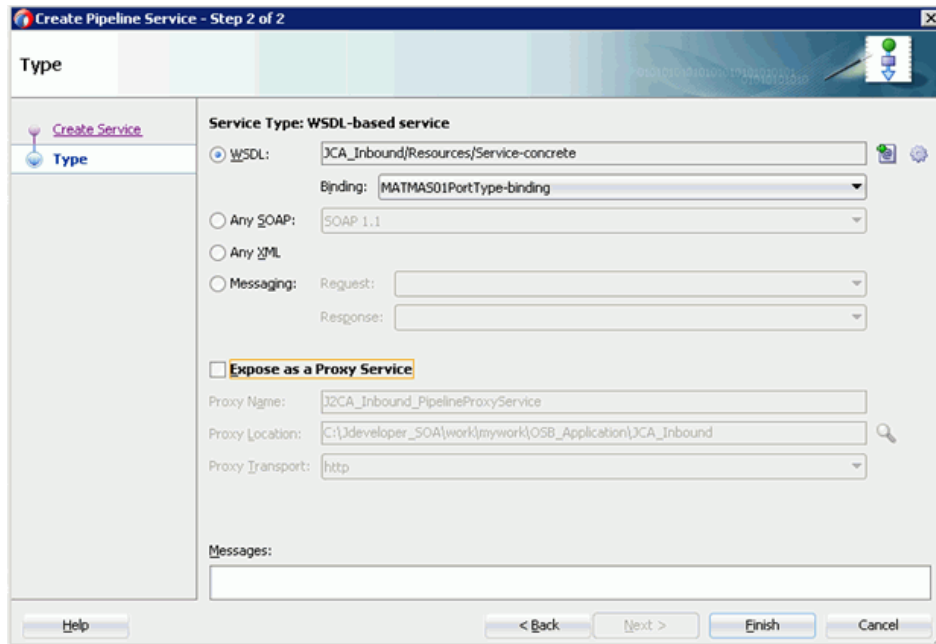 Create Pipeline Service - Step 2 of 2
Type
Create Service
Type
Service Type: WSDL-based service
WSDL: JCA_Inbound/Resources/Service-concrete
Binding: MATMAS01PortType-binding
Any SOAP: SOAP 1.1
Any XML
Messaging: Request:
Response:
Expose as a Proxy Service
Proxy Name: J2CA_Inbound_PipelineProxyService
Proxy Location: C:\Jdeveloper_SOA\work\mywork\OSB_Application\JCA_Inbound
Proxy Transport: http
Messages:
Help < Back Next > Finish Cancel